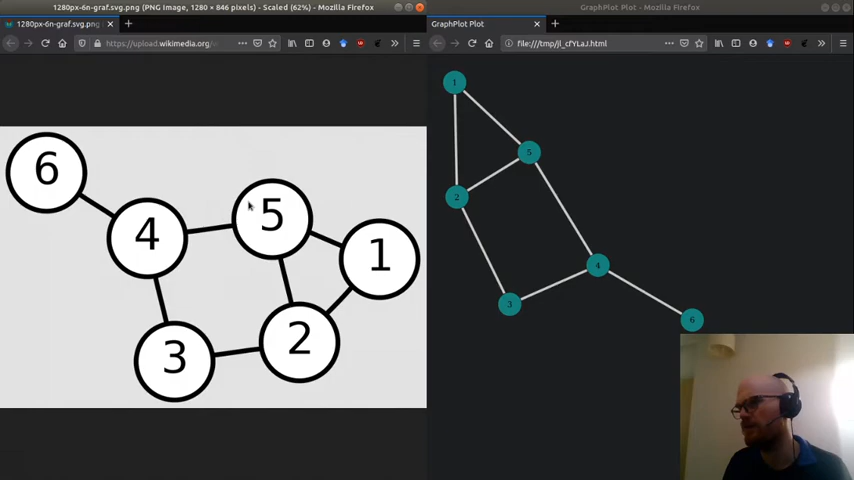 1280px-6n-graf.svg.png (PNG Image, 1280 × 846 pixels) - Scaled (62%) - Mozilla Firefox
GraphPlot Plot - Mozilla Firefox
1280px-6n-graf.svg.png
GraphPlot Plot
https://upload.wikimedia.org/
file:///tmp/jl_cfYLaJ.html
6
4
5
1
3
2
1
5
2
4
3
6